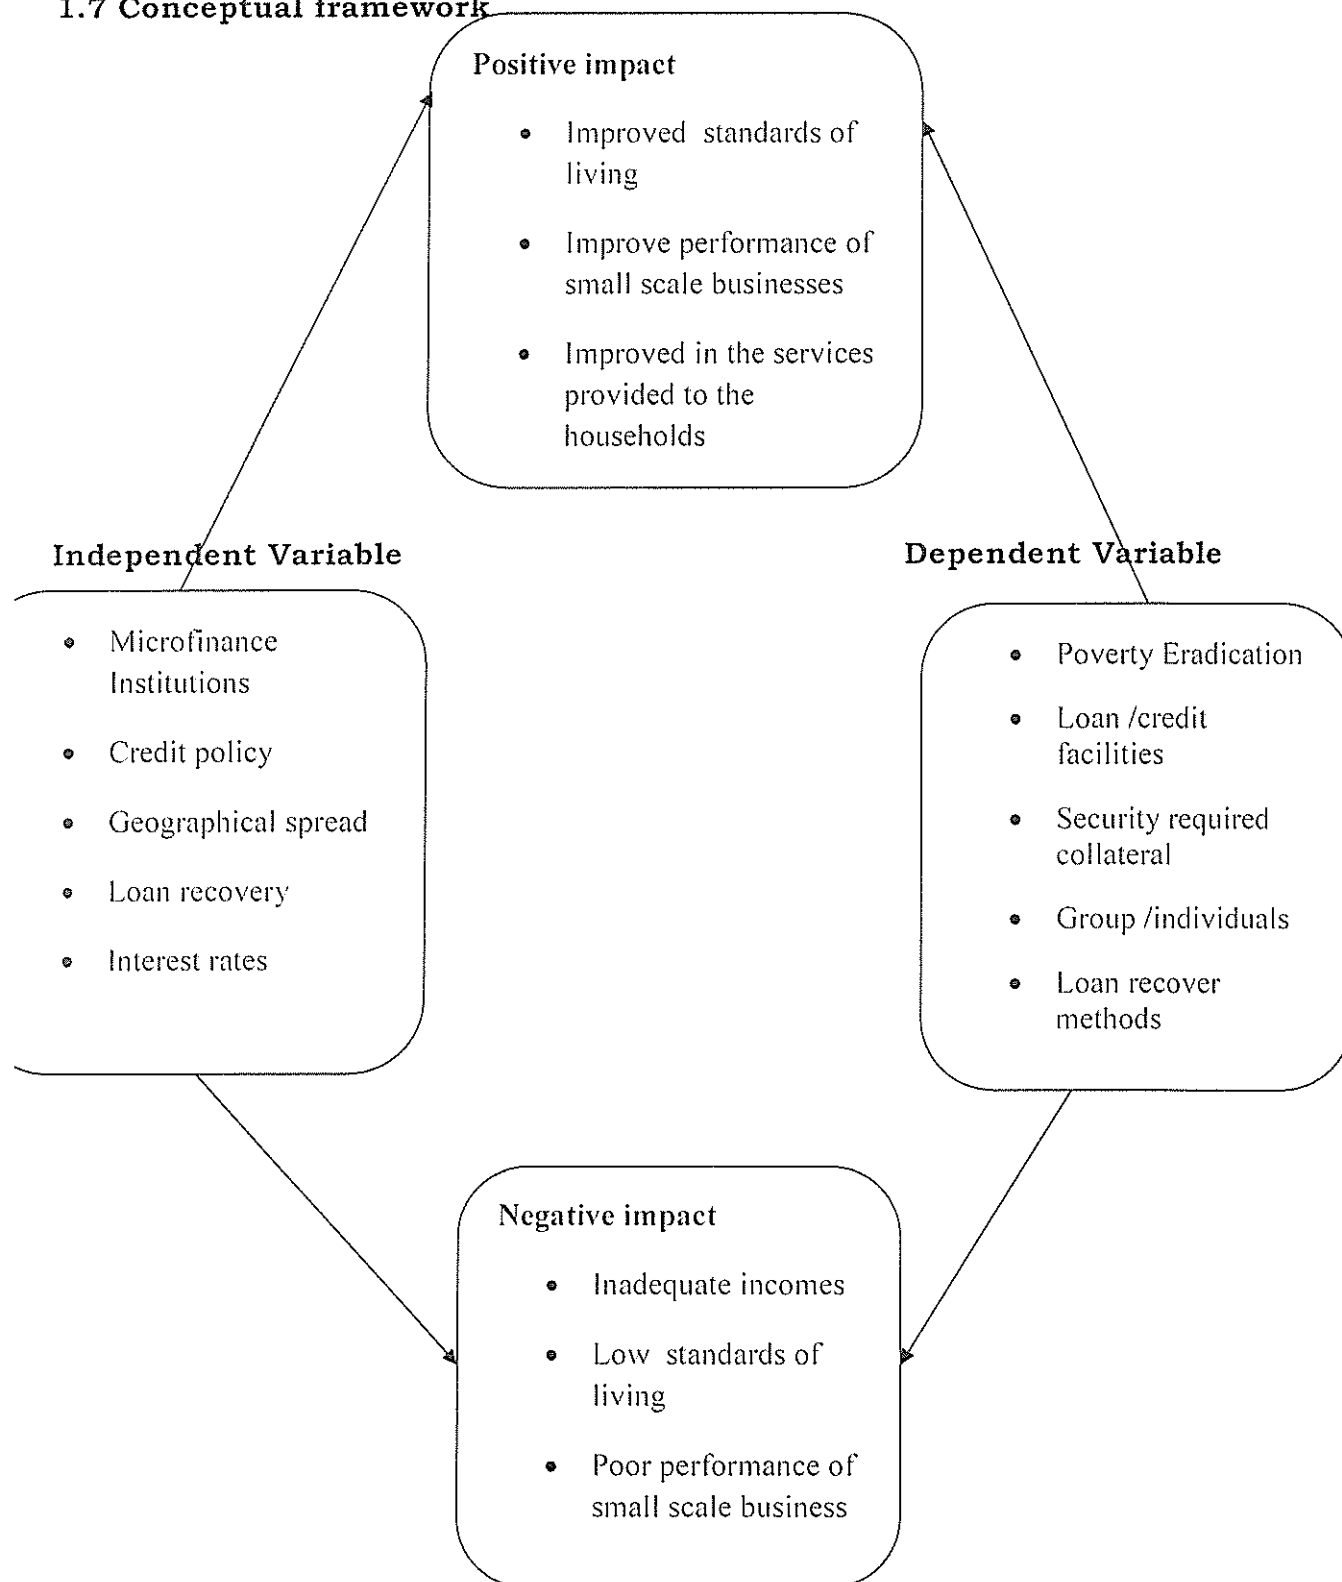 1.7 Conceptual framework
Positive impact
• Improved standards of
living
• Improve performance of
small scale businesses
• Improved in the services
provided to the
households
Independent Variable
• Microfinance
Institutions
• Credit policy
• Geographical spread
• Loan recovery
• Interest rates
Dependent Variable
• Poverty Eradication
• Loan /credit
facilities
• Security required
collateral
• Group /individuals
• Loan recover
methods
Negative impact
• Inadequate incomes
• Low standards of
living
• Poor performance of
small scale business